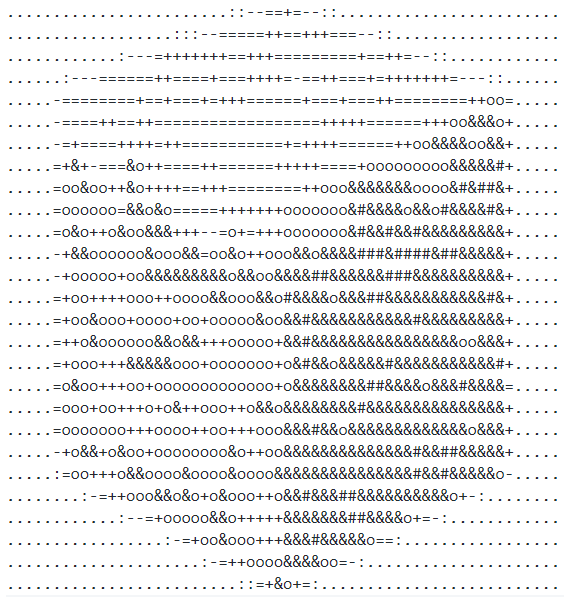 ........................::--==+=--::........................
..................:::--=====++==+++===--::..................
............:---=+++++++==+++=========+==++=--::............
......:---======++====+===++++=-==++===+=+++++++=---::......
.....-========+==+===+=+++======+===+===++========++oo=.....
.....-====++==++==================+++++======+++oo&&&o+.....
.....-=+====++++=++===========+=++++======++oo&&&&oo&&+.....
.....=+&+-===&o++====++======+++++====+ooooooooo&&&&&#+.....
.....=oo&oo++&o++++==+++========++ooo&&&&&&&oooo&#&##&+.....
.....=oooooo=&&o&o=====+++++++ooooooo&#&&&&o&&o#&&&&#&+.....
.....=o&o++o&oo&&&+++--=o+=+++ooooooo&#&&#&&#&&&&&&&&&+.....
.....-+&&oooooo&ooo&&=oo&o++ooo&&o&&&&###&####&##&&&&&+.....
.....-+ooooo+oo&&&&&&&&&o&&oo&&&&##&&&&&&###&&&&&&&&&&+.....
.....=+oo++++ooo++oooo&&ooo&&o#&&&&o&&&##&&&&&&&&&&&#&+.....
.....=+oo&ooo+oooo+oo+ooooo&oo&&#&&&&&&&&&&&#&&&&&&&&&+.....
.....=++o&oooooo&&o&&+++ooooo+&&#&&&&&&&&&&&&&&&&oo&&&+.....
.....=+ooo+++&&&&&ooo+ooooooo+o&#&&o&&&&&#&&&&&&&&&&&#+.....
.....=o&oo+++oo+ooooooooooooo+o&&&&&&&&##&&&&o&&&#&&&&=.....
.....=ooo+oo+++o+o&++ooo++o&&o&&&&&&&&#&&&&&&&&&&&&&&&+.....
.....=ooooooo+++oooo++oo+++ooo&&&#&&o&&&&&&&&&&&&&o&&&+.....
.....-+o&&+o&oo+oooooooo&o++oo&&&&&&&&&&&&&&#&&##&&&&&+.....
.....:=oo+++o&&oooo&oooo&oooo&&&&&&&&&&&&&&&#&&#&&&&&o-.....
........:-=++ooo&&o&o+o&ooo++o&&#&&&##&&&&&&&&&&o+-:........
............:--=+ooooo&&o+++++&&&&&&&##&&&&o+=-:............
.................:-=+oo&ooo+++&&&#&&&&&o==:.................
.....................:-=++oooo&&&&oo=-:.....................
.........................::=+&o+=:..........................